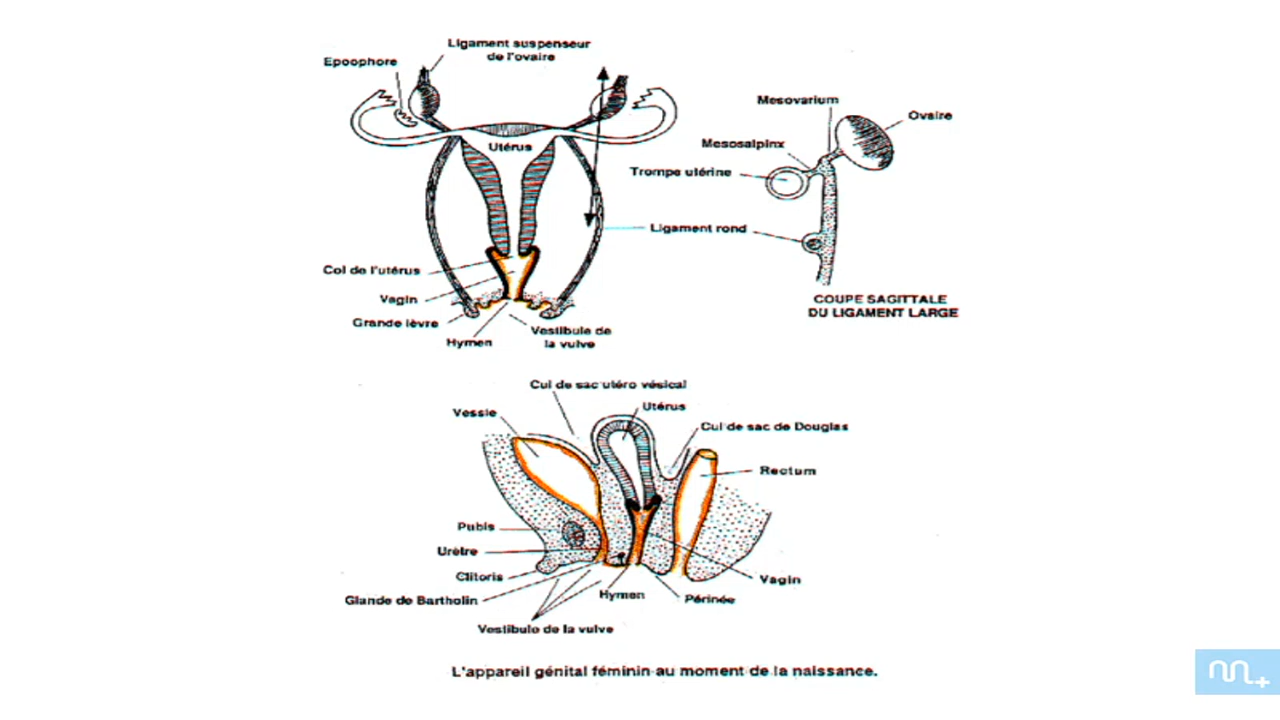 Ligament suspenseur
de l'ovaire
Epoophore
Utérus
Col de l'utérus
Vagin
Grande lèvre
Hymen
Vestibule de
la vulve
Mesovarium
Ovaire
Mesosalpinx
Trompe utérine
Ligament rond
COUPE SAGITTALE
DU LIGAMENT LARGE
Cul de sac utéro vésical
Vessie
Utérus
Cul de sac de Douglas
Rectum
Pubis
Urètre
Clitoris
Glande de Bartholin
Hymen
Périnée
Vagin
Vestibule de la vulve
L'appareil génital féminin au moment de la naissance.